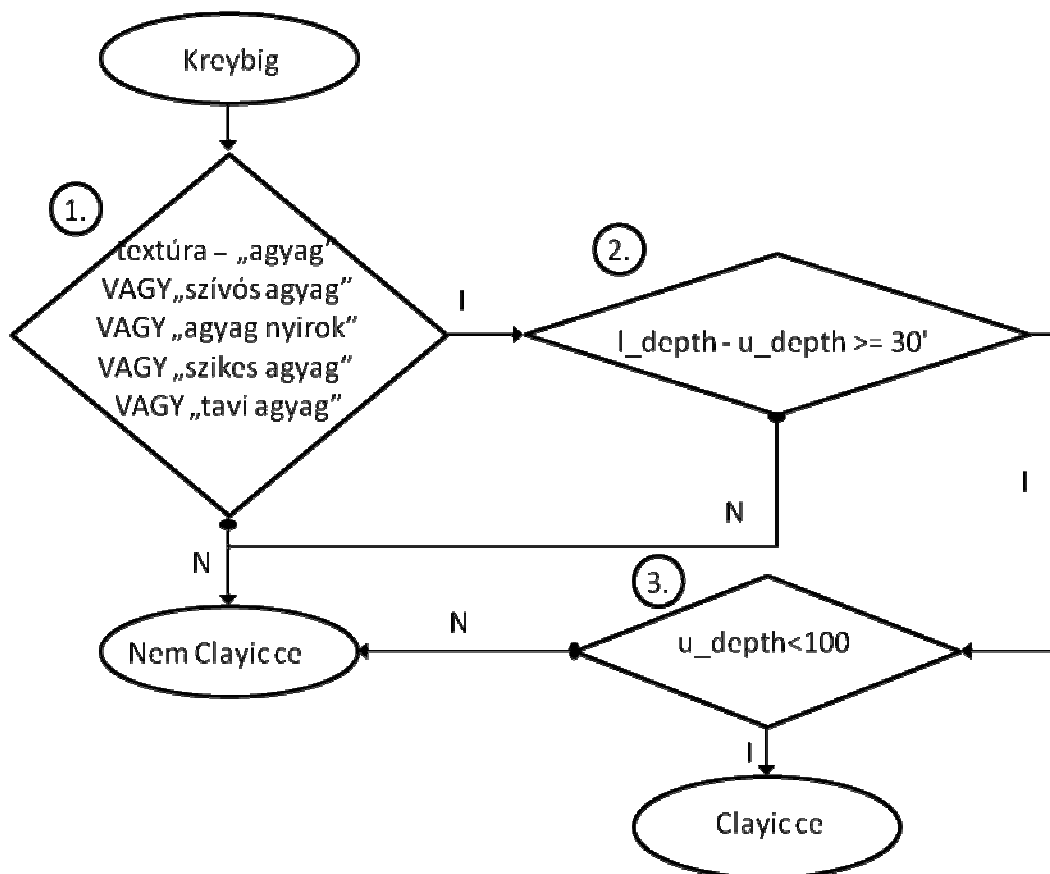 Kreybig
1.
textúra – „agyag"
VAGY „szívós agyag"
VAGY „agyag nyirok"
VAGY „szikes agyag"
VAGY „tavi agyag"
I
2.
l_depth - u_depth >= 30'
I
N
N
3.
Nem Clayic ce
N
u_depth<100
I
Clayic ce